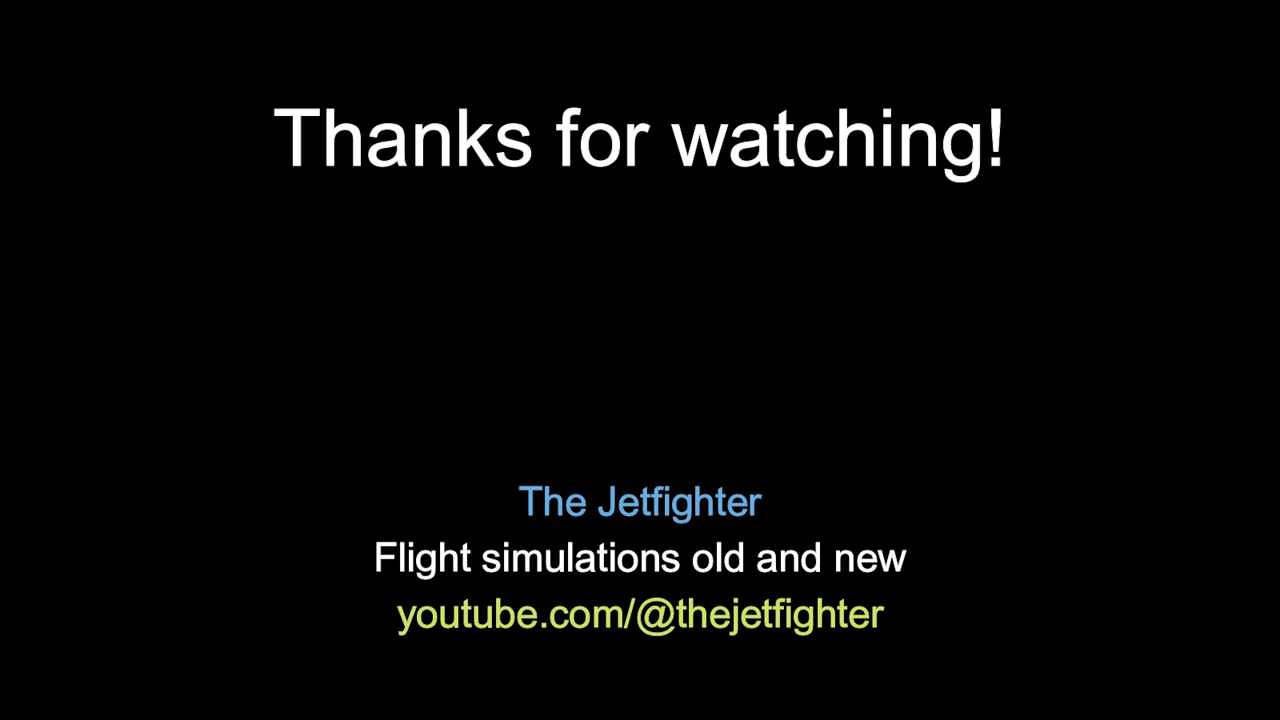 Thanks for watching!
The Jetfighter
Flight simulations old and new
youtube.com/@thejetfighter